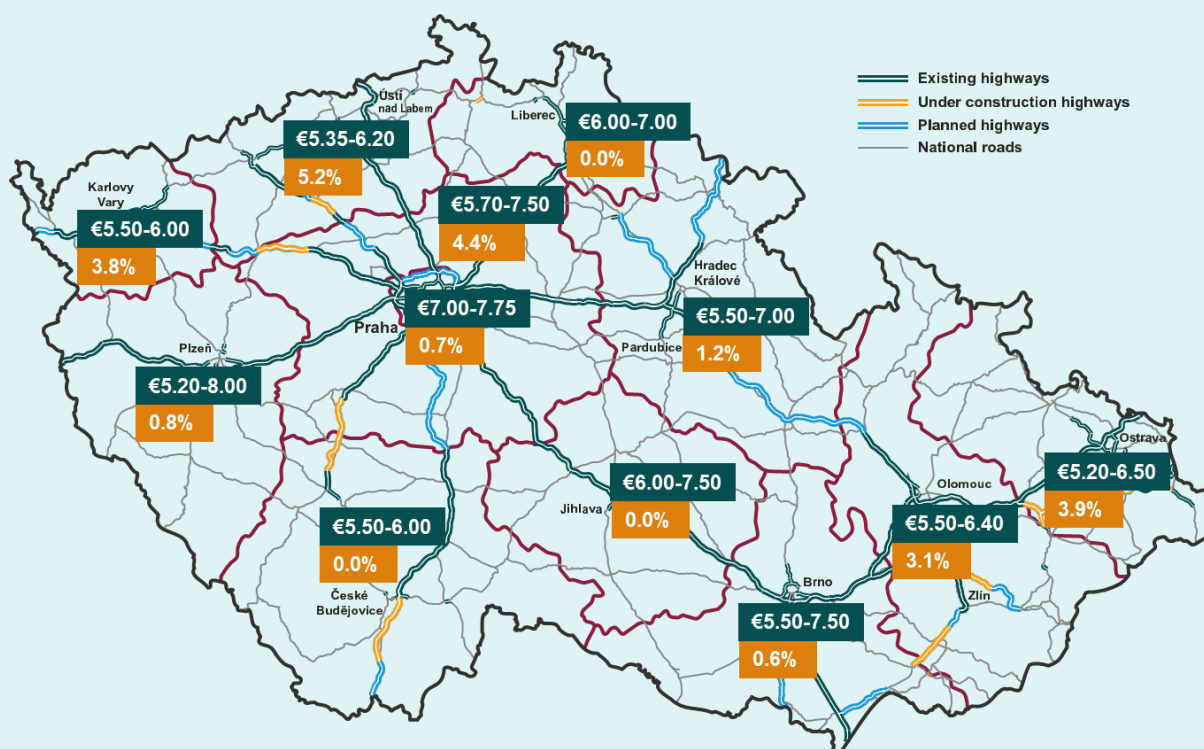 Existing highways
Under construction highways
Planned highways
National roads
Ústí
nad Labem
Liberec
€6.00-7.00
0.0%
€5.35-6.20
5.2%
Karlovy
Vary
€5.50-6.00
3.8%
€5.70-7.50
4.4%
Hradec
Králové
Praha
€7.00-7.75
0.7%
€5.50-7.00
1.2%
Pardubice
Plzeň
€5.20-8.00
0.8%
Ostrava
€5.20-6.50
3.9%
Jihlava
€6.00-7.50
0.0%
Olomouc
€5.50-6.40
3.1%
€5.50-6.00
0.0%
České
Budějovice
Brno
€5.50-7.50
0.6%
Zlín